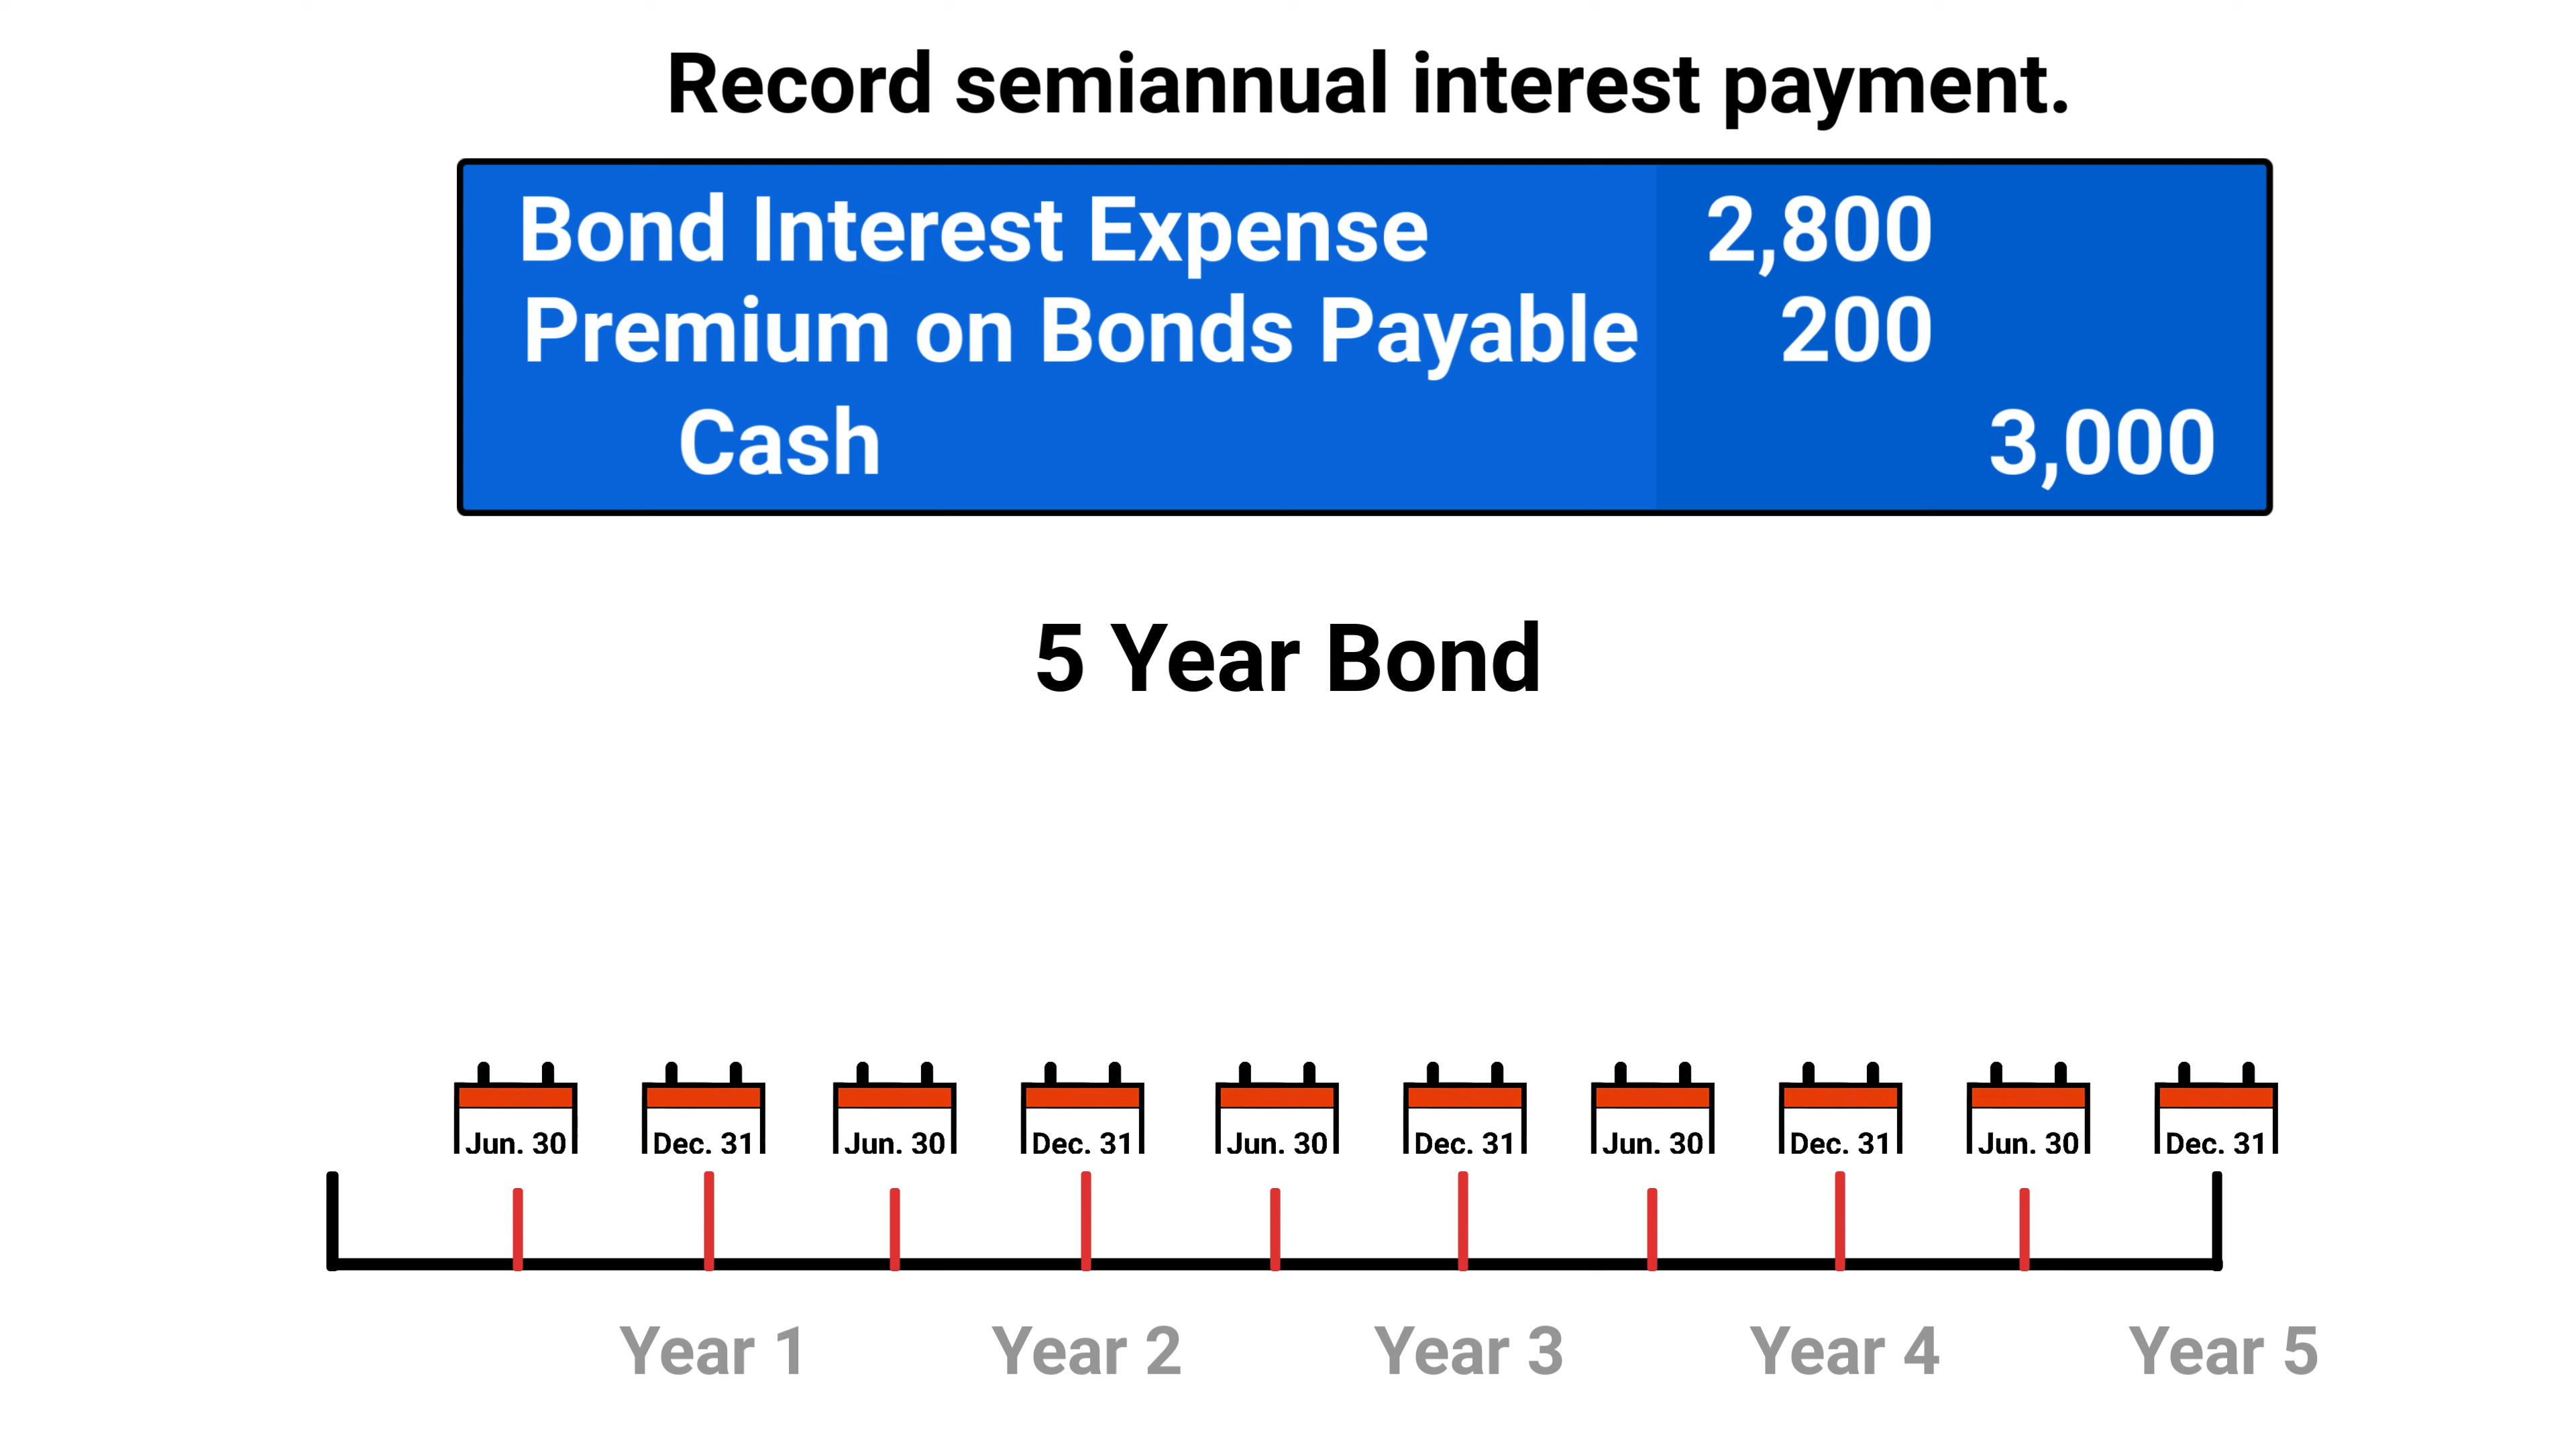 Record semiannual interest payment.
Bond Interest Expense 2,800
Premium on Bonds Payable 200
Cash 3,000
5 Year Bond
Jun. 30 Dec. 31 Jun. 30 Dec. 31 Jun. 30 Dec. 31 Jun. 30 Dec. 31 Jun. 30 Dec. 31
Year 1 Year 2 Year 3 Year 4 Year 5